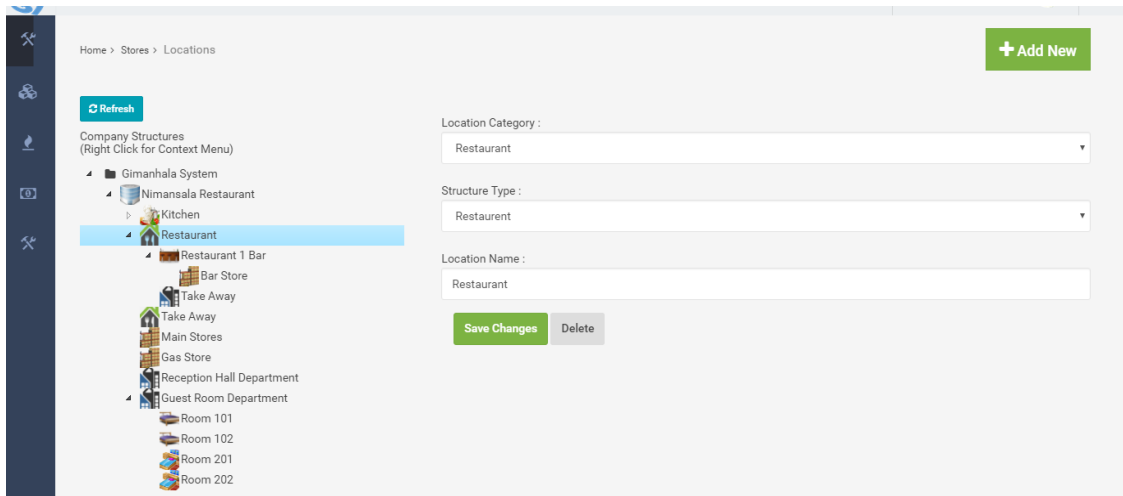 Home > Stores > Locations
Add New
Refresh
Company Structures
(Right Click for Context Menu)
Gimanhala System
Nimansala Restaurant
Kitchen
Restaurant
Restaurant 1 Bar
Bar Store
Take Away
Take Away
Main Stores
Gas Store
Reception Hall Department
Guest Room Department
Room 101
Room 102
Room 201
Room 202
Location Category :
Restaurant
Structure Type :
Restaurent
Location Name :
Restaurant
Save Changes Delete